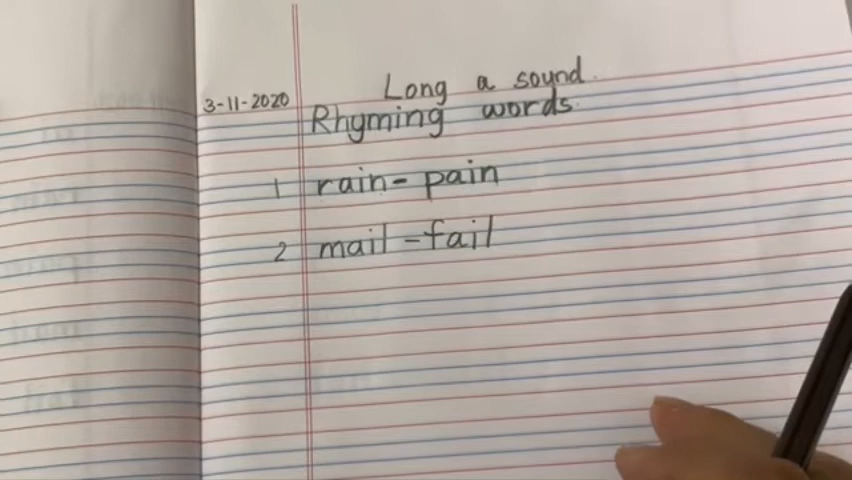 Long a sound
3-11-2020
Rhyming words
1 rain- pain
2 mail -fail